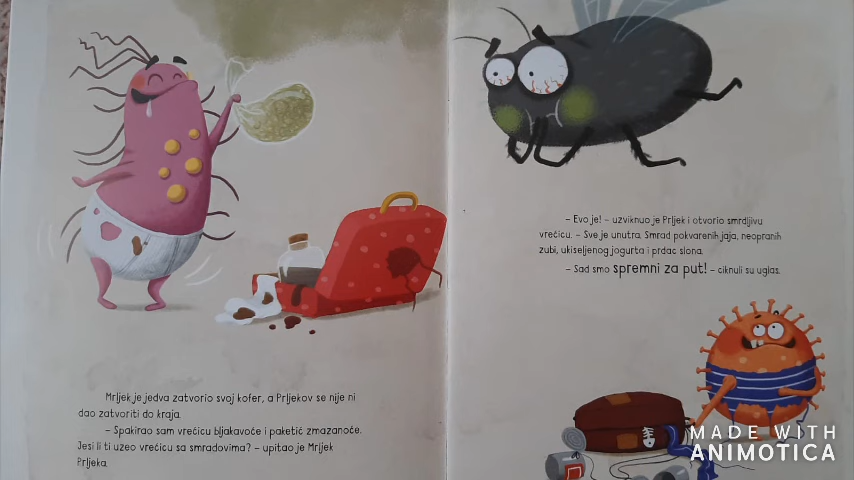 Mrljek je jedva zatvorio svoj kofer, a Prljekov se nije ni
dao zatvoriti do kraja.
– Spakirao sam vrećicu bljakavoće i paketić zmazanoće.
Jesi li ti uzeo vrećicu sa smradovima? – upitao je Mrljek
Prljeka.
– Evo je! – uzviknuo je Prljek i otvorio smrdljivu
vrećicu. – Sve je unutra. Smrad pokvarenih jaja, neopranih
zubi, ukiseljenog jogurta i prdac slona.
– Sad smo spremni za put! – ciknuli su uglas.
MADE WITH
ANIMOTICA